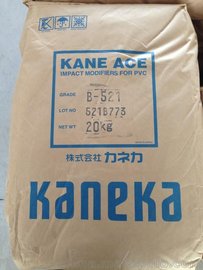 KANE ACE
IMPACT MODIFIERS FOR PVC
GRADE B-521
LOT NO 521B773
NET WT 20kg
株式会社 カネカ
kaneka